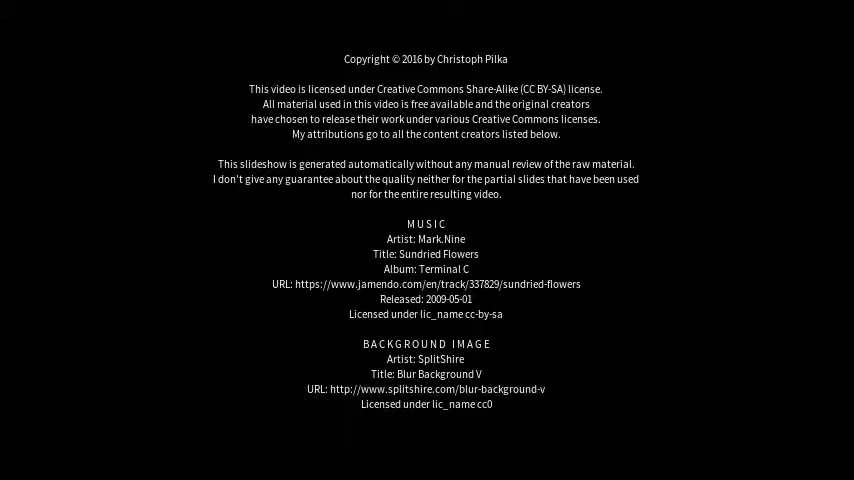 Copyright © 2016 by Christoph Pilka
This video is licensed under Creative Commons Share-Alike (CC BY-SA) license.
All material used in this video is free available and the original creators
have chosen to release their work under various Creative Commons licenses.
My attributions go to all the content creators listed below.
This slideshow is generated automatically without any manual review of the raw material.
I don't give any guarantee about the quality neither for the partial slides that have been used
nor for the entire resulting video.
M U S I C
Artist: Mark.Nine
Title: Sundried Flowers
Album: Terminal C
URL: https://www.jamendo.com/en/track/337829/sundried-flowers
Released: 2009-05-01
Licensed under lic_name cc-by-sa
B A C K G R O U N D   I M A G E
Artist: SplitShire
Title: Blur Background V
URL: http://www.splitshire.com/blur-background-v
Licensed under lic_name cc0